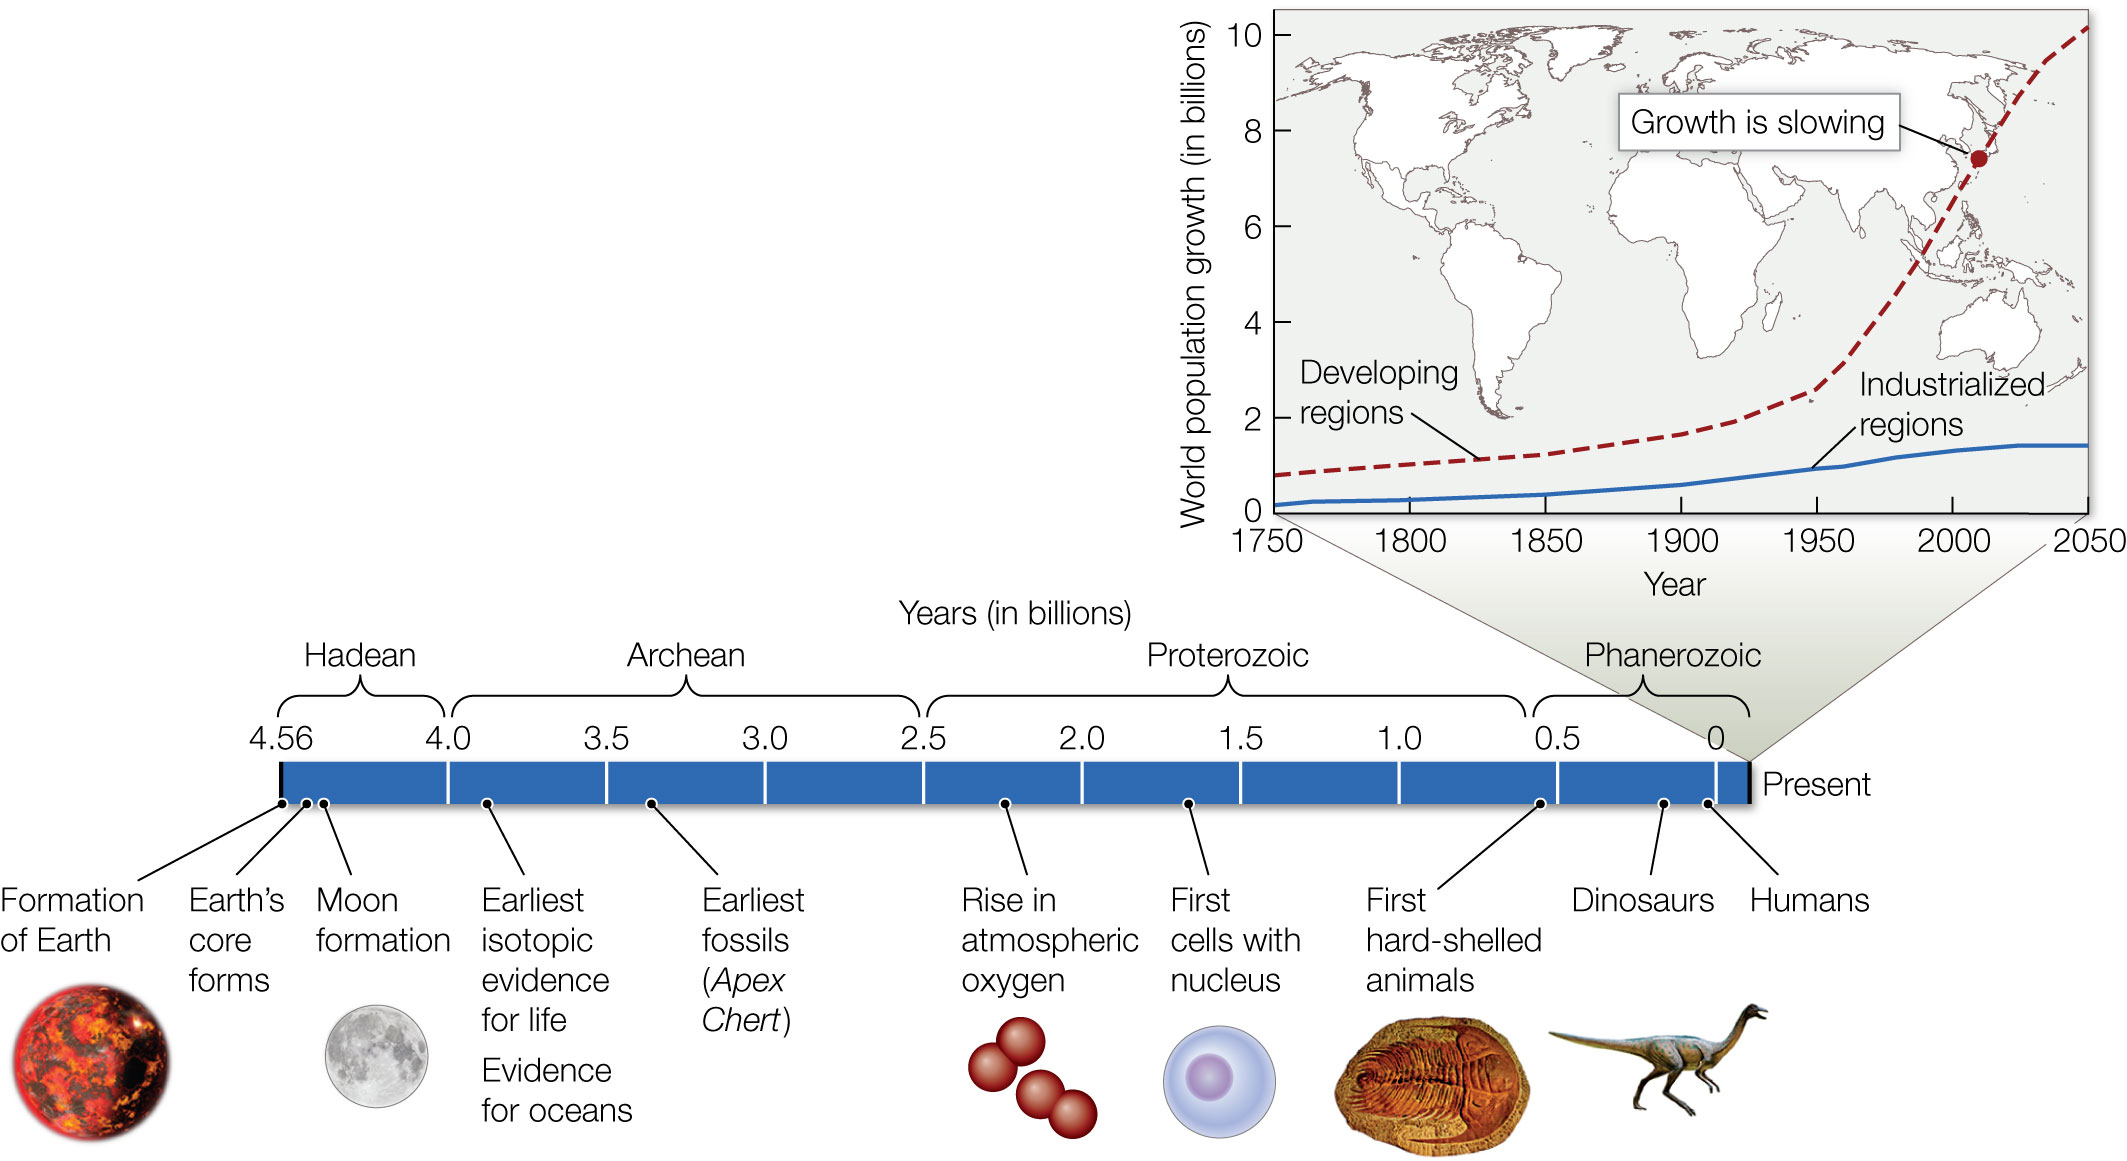 World population growth (in billions)
10
8
6
4
2
0
Growth is slowing
Developing
regions
Industrialized
regions
1750 1800 1850 1900 1950 2000 2050
Year
Years (in billions)
Hadean Archean Proterozoic Phanerozoic
4.56 4.0 3.5 3.0 2.5 2.0 1.5 1.0 0.5 0
Present
Formation
of Earth
Earth's
core
forms
Moon
formation
Earliest
isotopic
evidence
for life
Evidence
for oceans
Earliest
fossils
(Apex
Chert)
Rise in
atmospheric
oxygen
First
cells with
nucleus
First
hard-shelled
animals
Dinosaurs
Humans